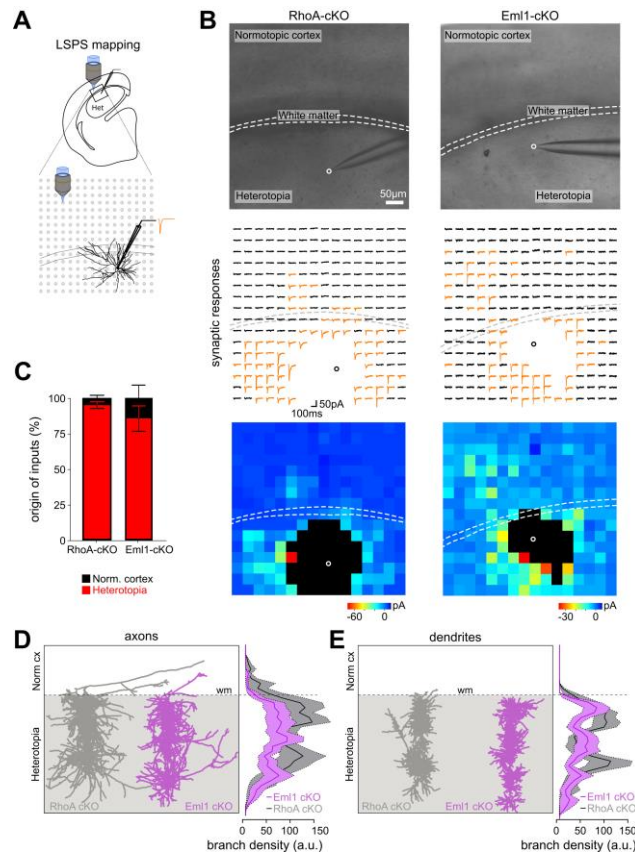 A
LSPS mapping
Het
B
RhoA-cKO
Eml1-cKO
Normotopic cortex
Normotopic cortex
White matter
White matter
Heterotopia
50µm
Heterotopia
synaptic responses
50pA
100ms
C
origin of inputs (%)
100
75
50
25
0
RhoA-cKO
Eml1-cKO
Norm. cortex
Heterotopia
-60
0
pA
-30
0
pA
D
axons
Norm cx
wm
Heterotopia
RhoA cKO
Eml1 cKO
Eml1 cKO
RhoA cKO
0 50 100 150
branch density (a.u.)
E
dendrites
Norm cx
wm
Heterotopia
RhoA cKO
Eml1 cKO
Eml1 cKO
RhoA cKO
0 50 100 150
branch density (a.u.)